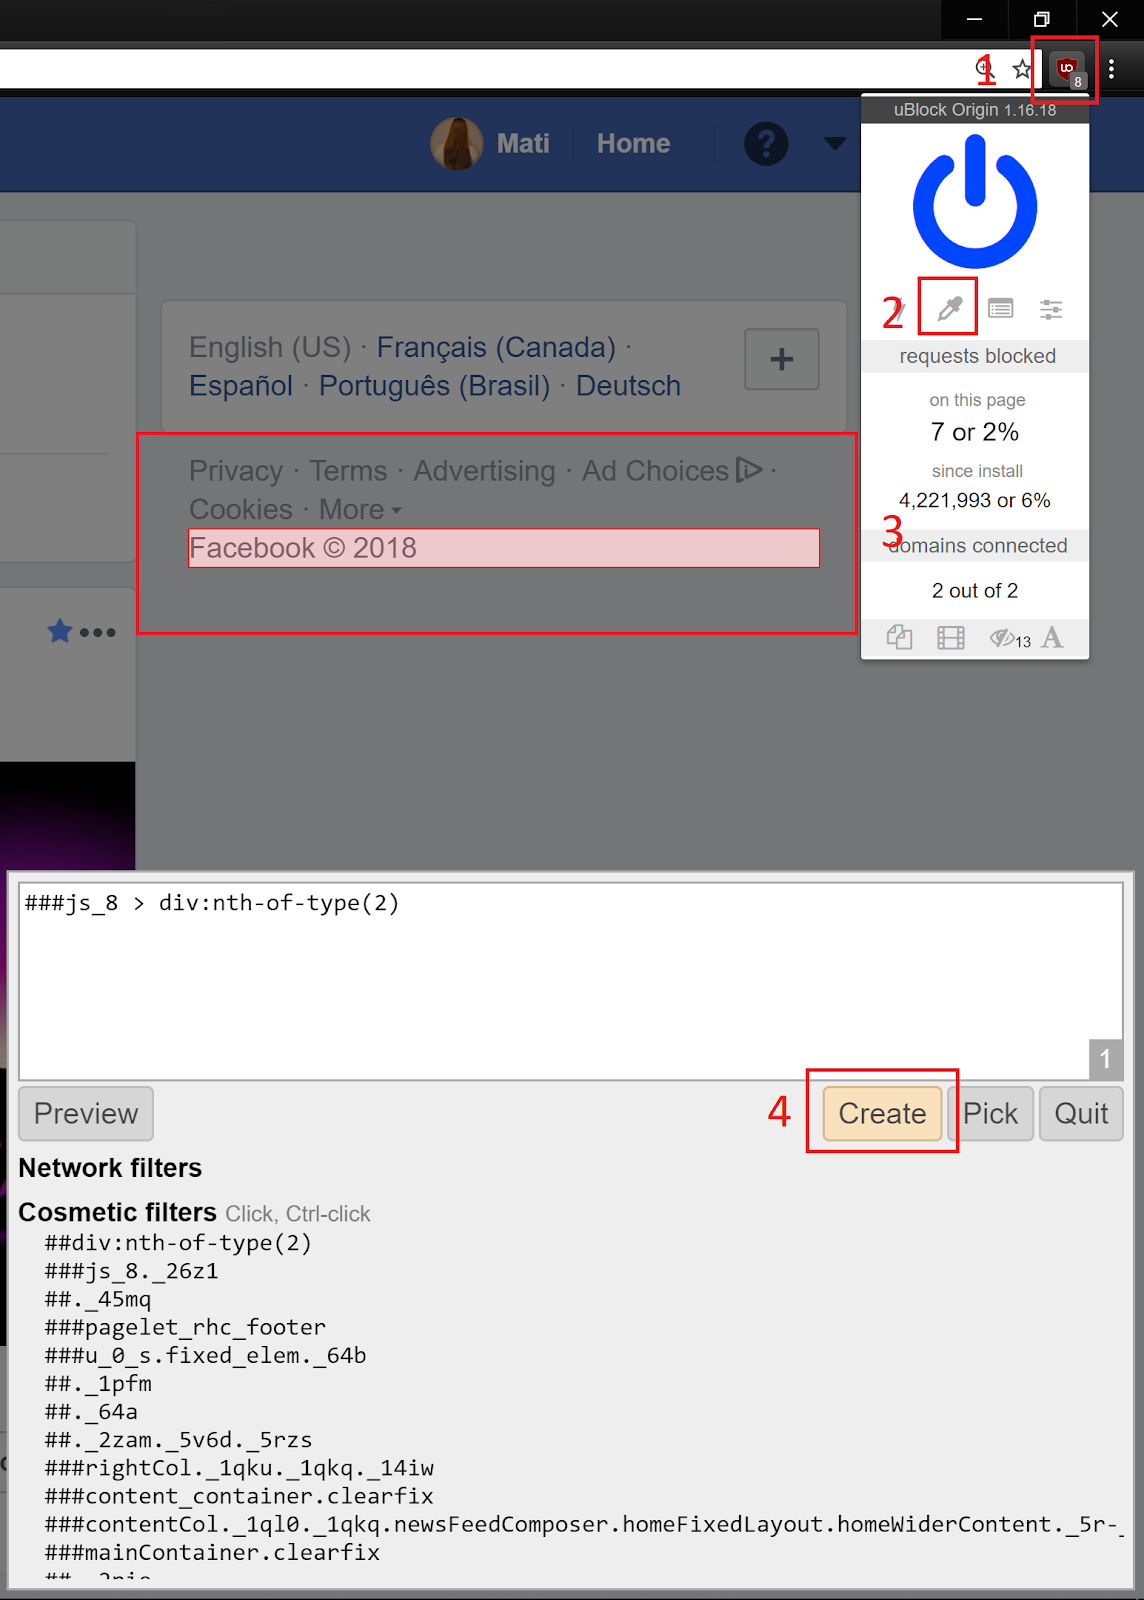 1
uo
8
uBlock Origin 1.16.18
Mati
Home
?
2
requests blocked
on this page
7 or 2%
since install
4,221,993 or 6%
3
domains connected
2 out of 2
13 A
English (US) · Français (Canada) ·
Español · Português (Brasil) · Deutsch
+
Privacy · Terms · Advertising · Ad Choices ·
Cookies · More
Facebook © 2018
###js_8 > div:nth-of-type(2)
1
Preview
4
Create
Pick
Quit
Network filters
Cosmetic filters Click, Ctrl-click
##div:nth-of-type(2)
###js_8._26z1
##._45mq
###pagelet_rhc_footer
###u_0_s.fixed_elem._64b
##._1pfm
##._64a
##._2zam._5v6d._5rzs
###rightCol._1qku._1qkq._14iw
###content_container.clearfix
###contentCol._1ql0._1qkq.newsFeedComposer.homeFixedLayout.homeWiderContent._5r-_
###mainContainer.clearfix